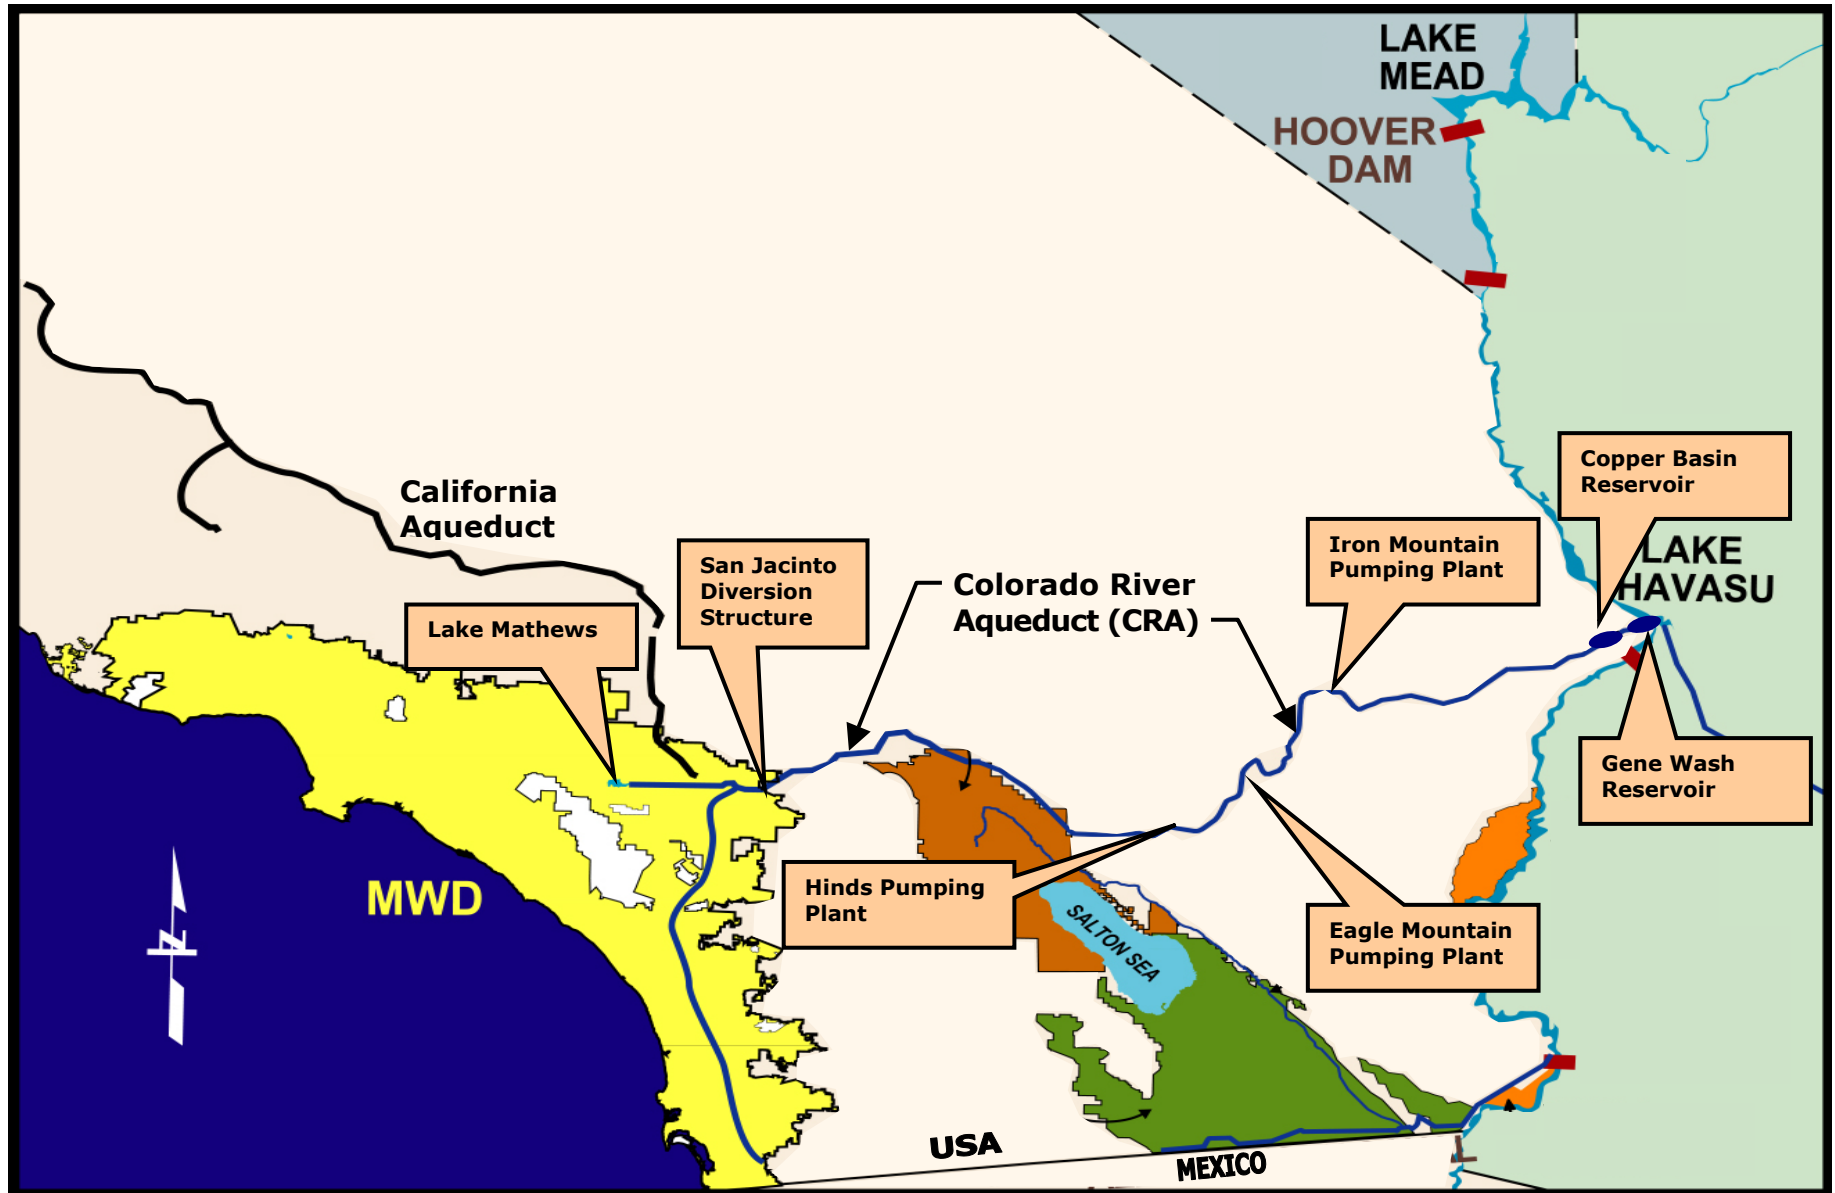 LAKE
MEAD
HOOVER
DAM
Copper Basin
Reservoir
California
Aqueduct
Iron Mountain
Pumping Plant
LAKE
HAVASU
San Jacinto
Diversion
Structure
Colorado River
Aqueduct (CRA)
Lake Mathews
Gene Wash
Reservoir
MWD
Hinds Pumping
Plant
SALTON SEA
Eagle Mountain
Pumping Plant
USA
MEXICO